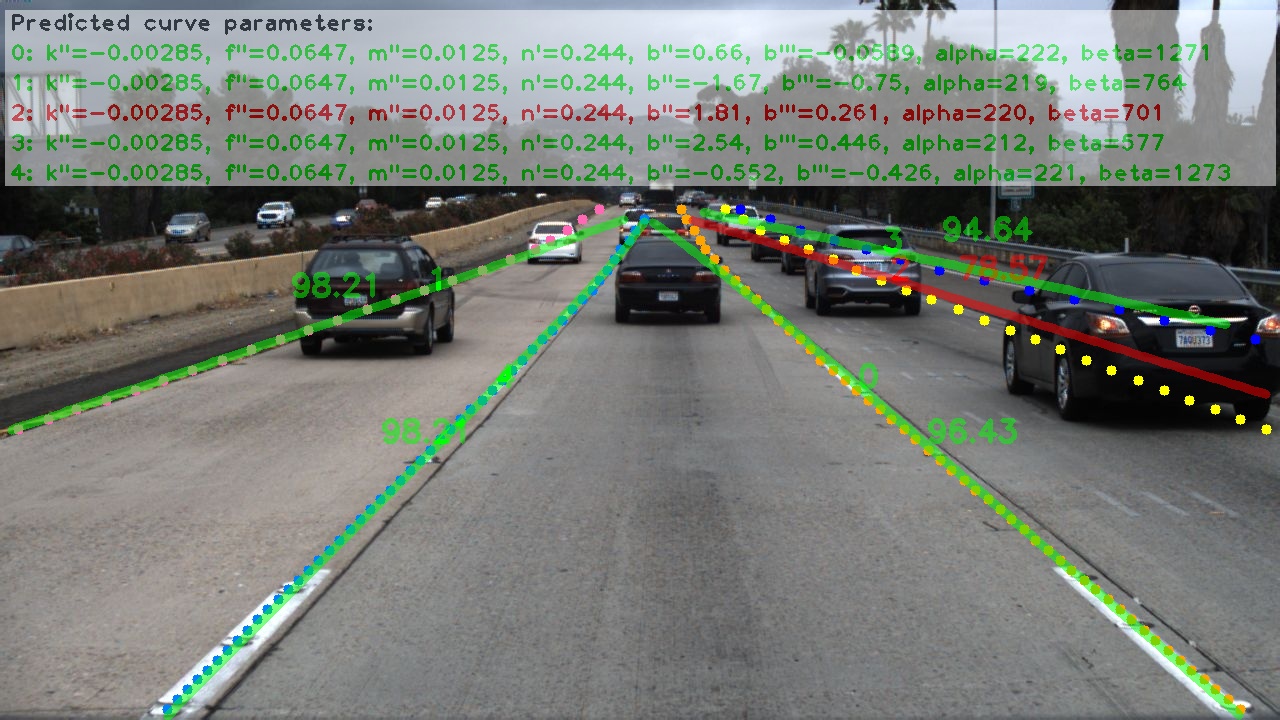 Predicted curve parameters:
0: k''=-0.00285, f''=0.0647, m''=0.0125, n'=0.244, b''=0.66, b'''=-0.0589, alpha=222, beta=1271
1: k''=-0.00285, f''=0.0647, m''=0.0125, n'=0.244, b''=-1.67, b'''=-0.75, alpha=219, beta=764
2: k''=-0.00285, f''=0.0647, m''=0.0125, n'=0.244, b''=1.81, b'''=0.261, alpha=220, beta=701
3: k''=-0.00285, f''=0.0647, m''=0.0125, n'=0.244, b''=2.54, b'''=0.446, alpha=212, beta=577
4: k''=-0.00285, f''=0.0647, m''=0.0125, n'=0.244, b''=-0.552, b'''=-0.426, alpha=221, beta=1273
94.64
3
78.57
2
98.21
1
0
98.21
96.43